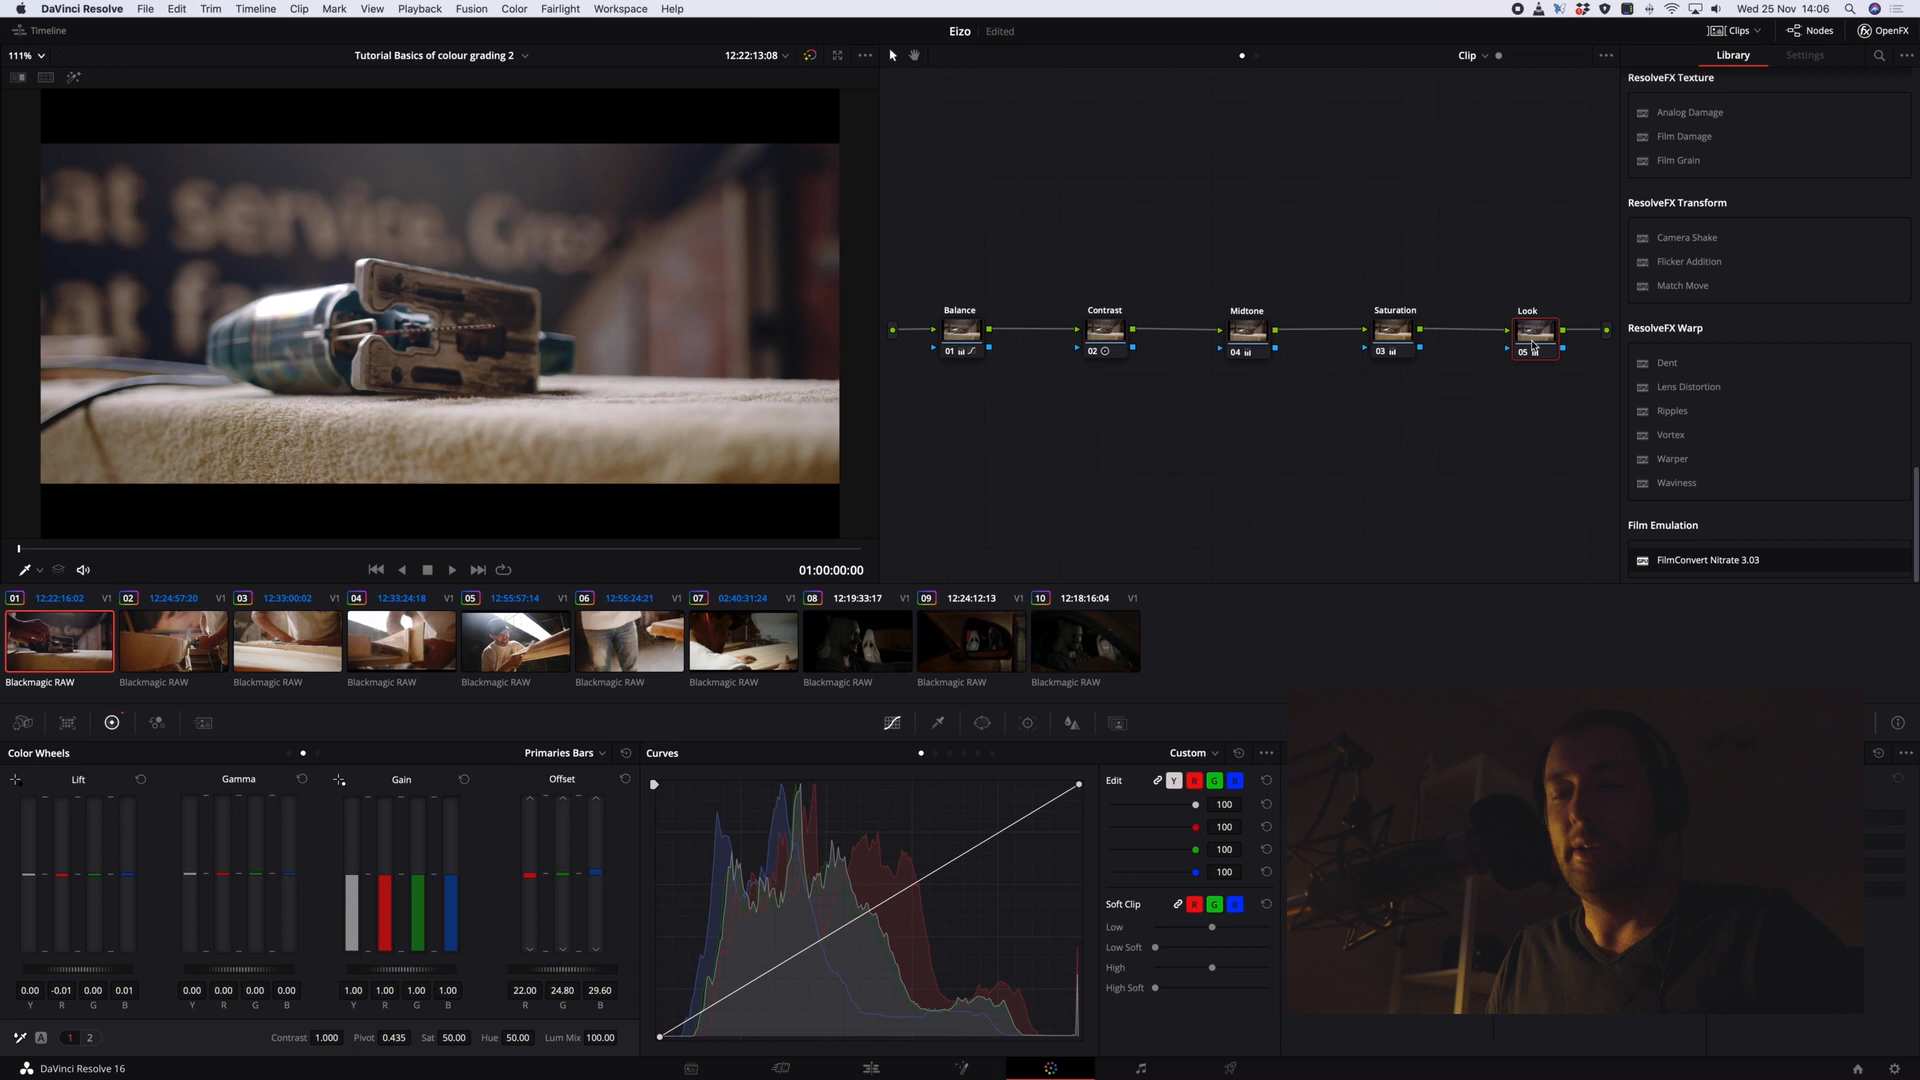 DaVinci Resolve File Edit Trim Timeline Clip Mark View Playback Fusion Color Fairlight Workspace Help Wed 25 Nov 14:06
Timeline Eizo Edited Clips Nodes OpenFX
111% Tutorial Basics of colour grading 2 12:22:13:08 Clip Library Settings
ResolveFX Texture
Analog Damage
Film Damage
Film Grain
ResolveFX Transform
Camera Shake
Flicker Addition
Match Move
ResolveFX Warp
Dent
Lens Distortion
Ripples
Vortex
Warper
Waviness
Film Emulation
FilmConvert Nitrate 3.03
at service. Grea
at fa
Balance Contrast Midtone Saturation Look
01 02 04 03 05
01:00:00:00
01 12:22:16:02 V1 02 12:24:57:20 V1 03 12:33:00:02 V1 04 12:33:24:18 V1 05 12:55:57:14 V1 06 12:55:24:21 V1 07 02:40:31:24 V1 08 12:19:33:17 V1 09 12:24:12:13 V1 10 12:18:16:04 V1
Blackmagic RAW Blackmagic RAW Blackmagic RAW Blackmagic RAW Blackmagic RAW Blackmagic RAW Blackmagic RAW Blackmagic RAW Blackmagic RAW Blackmagic RAW
Color Wheels Primaries Bars Curves Custom
Lift Gamma Gain Offset
Edit Y R G B
100
100
100
100
Soft Clip R G B
Low
Low Soft
High
High Soft
0.00 -0.01 0.00 0.01 0.00 0.00 0.00 0.00 1.00 1.00 1.00 1.00 22.00 24.80 29.60
Y R G B Y R G B Y R G B R G B
A 1 2 Contrast 1.000 Pivot 0.435 Sat 50.00 Hue 50.00 Lum Mix 100.00
DaVinci Resolve 16